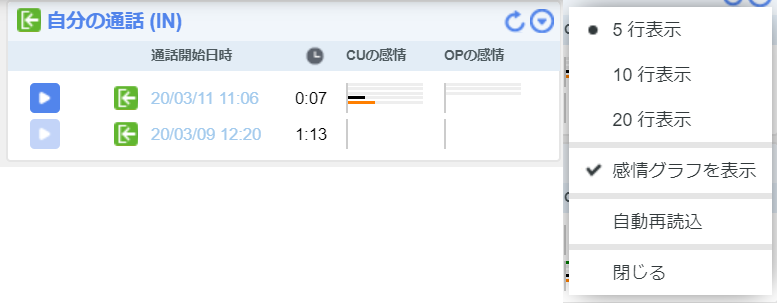 自分の通話 (IN)
通話開始日時 CUの感情 OPの感情
20/03/11 11:06 0:07
20/03/09 12:20 1:13
5 行表示
10 行表示
20 行表示
感情グラフを表示
自動再読込
閉じる